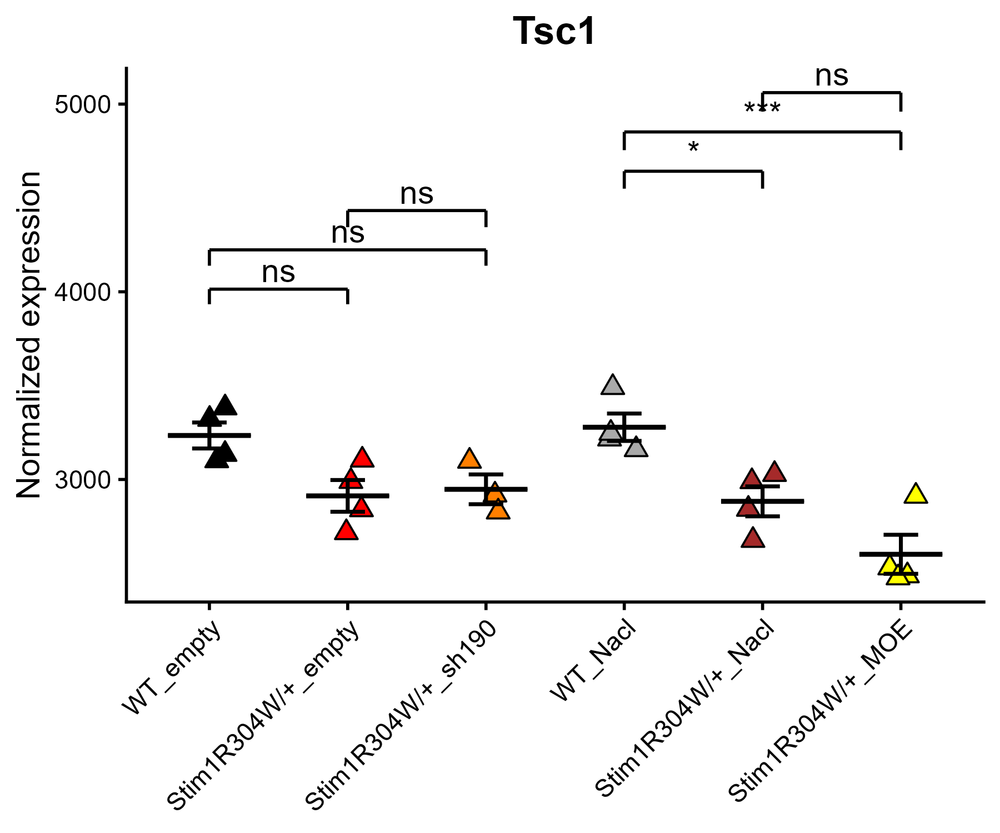 Tsc1
ns
5000
***
*
ns
ns
ns
4000
3000
Normalized expression
WT_empty
Stim1R304W/+_empty
Stim1R304W/+_sh190
WT_Nacl
Stim1R304W/+_Nacl
Stim1R304W/+_MOE